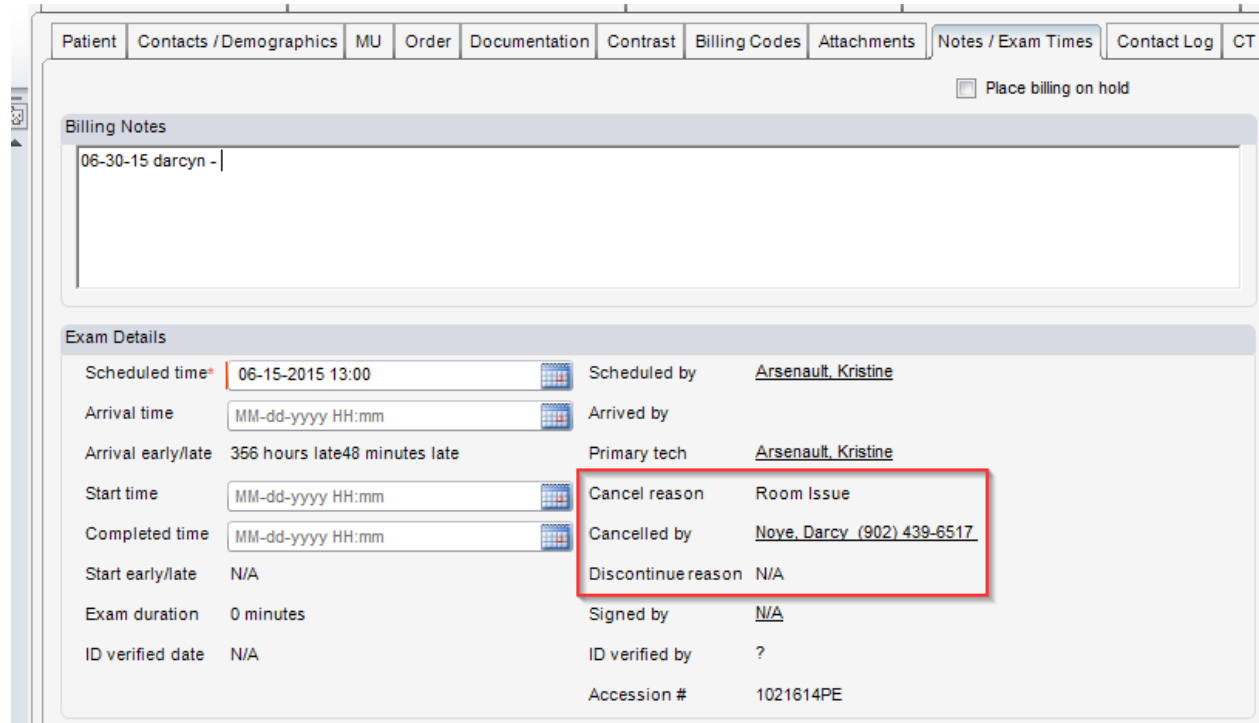 Patient Contacts / Demographics MU Order Documentation Contrast Billing Codes Attachments Notes / Exam Times Contact Log CT
Place billing on hold
Billing Notes
06-30-15 darcyn -
Exam Details
Scheduled time* 06-15-2015 13:00 Scheduled by Arsenault, Kristine
Arrival time MM-dd-yyyy HH:mm Arrived by
Arrival early/late 356 hours late48 minutes late Primary tech Arsenault, Kristine
Start time MM-dd-yyyy HH:mm Cancel reason Room Issue
Completed time MM-dd-yyyy HH:mm Cancelled by Noye, Darcy (902) 439-6517
Start early/late N/A Discontinue reason N/A
Exam duration 0 minutes Signed by N/A
ID verified date N/A ID verified by ?
Accession # 1021614PE